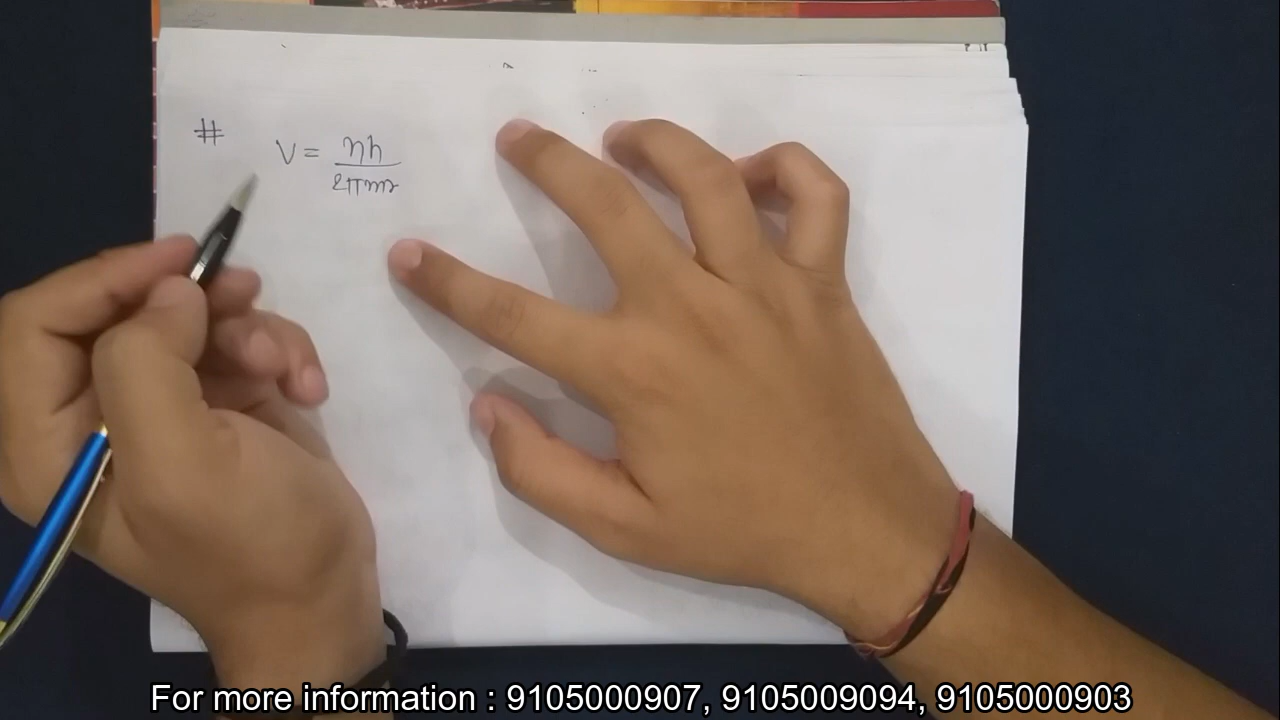 # V = nh / 2πmr
For more information : 9105000907, 9105009094, 9105000903